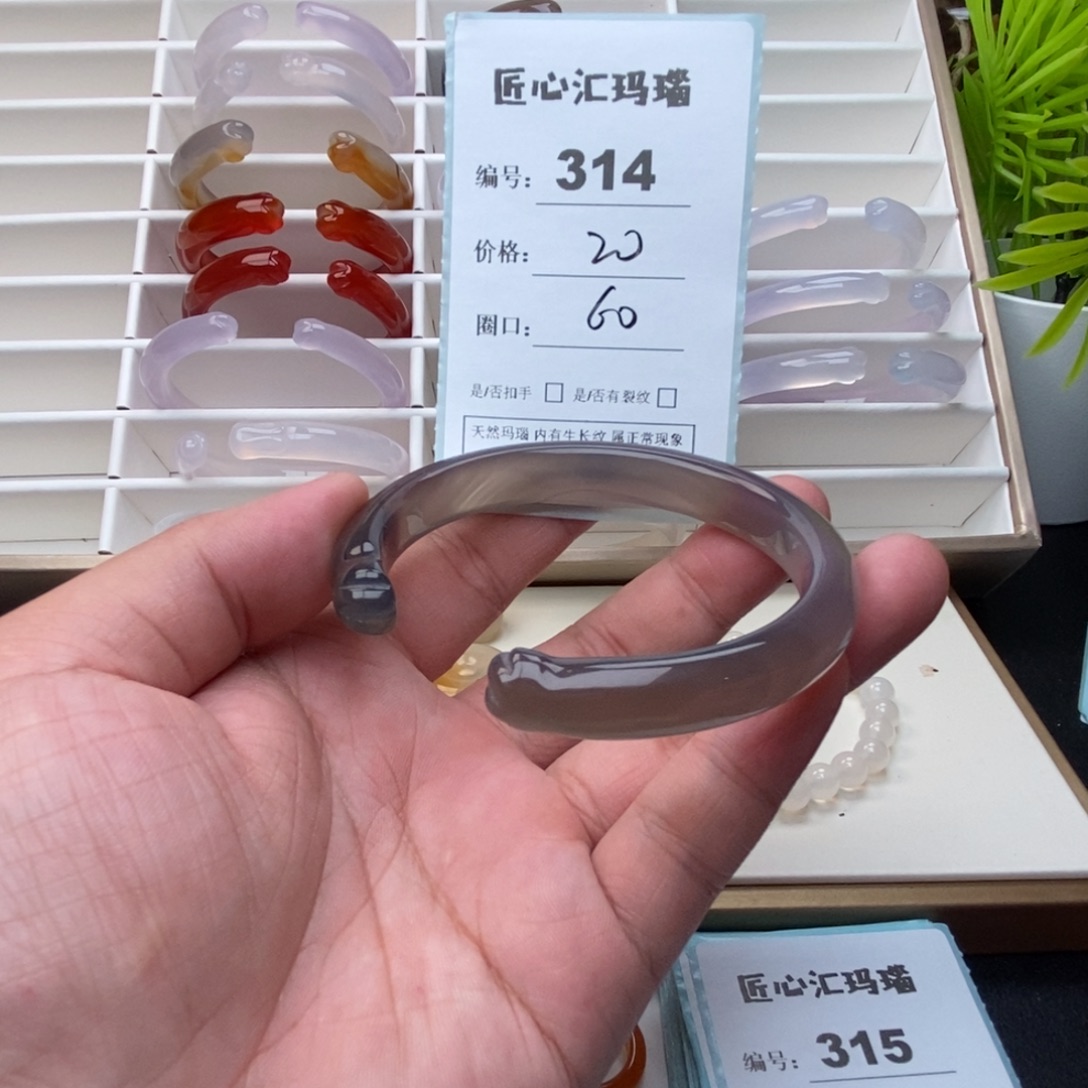 匠心汇玛瑙
编号: 314
价格: 20
圈口: 60
是/否扣手 □ 是/否有裂纹 □
天然玛瑙 内有生长纹 属正常现象
匠心汇玛瑙
编号: 315